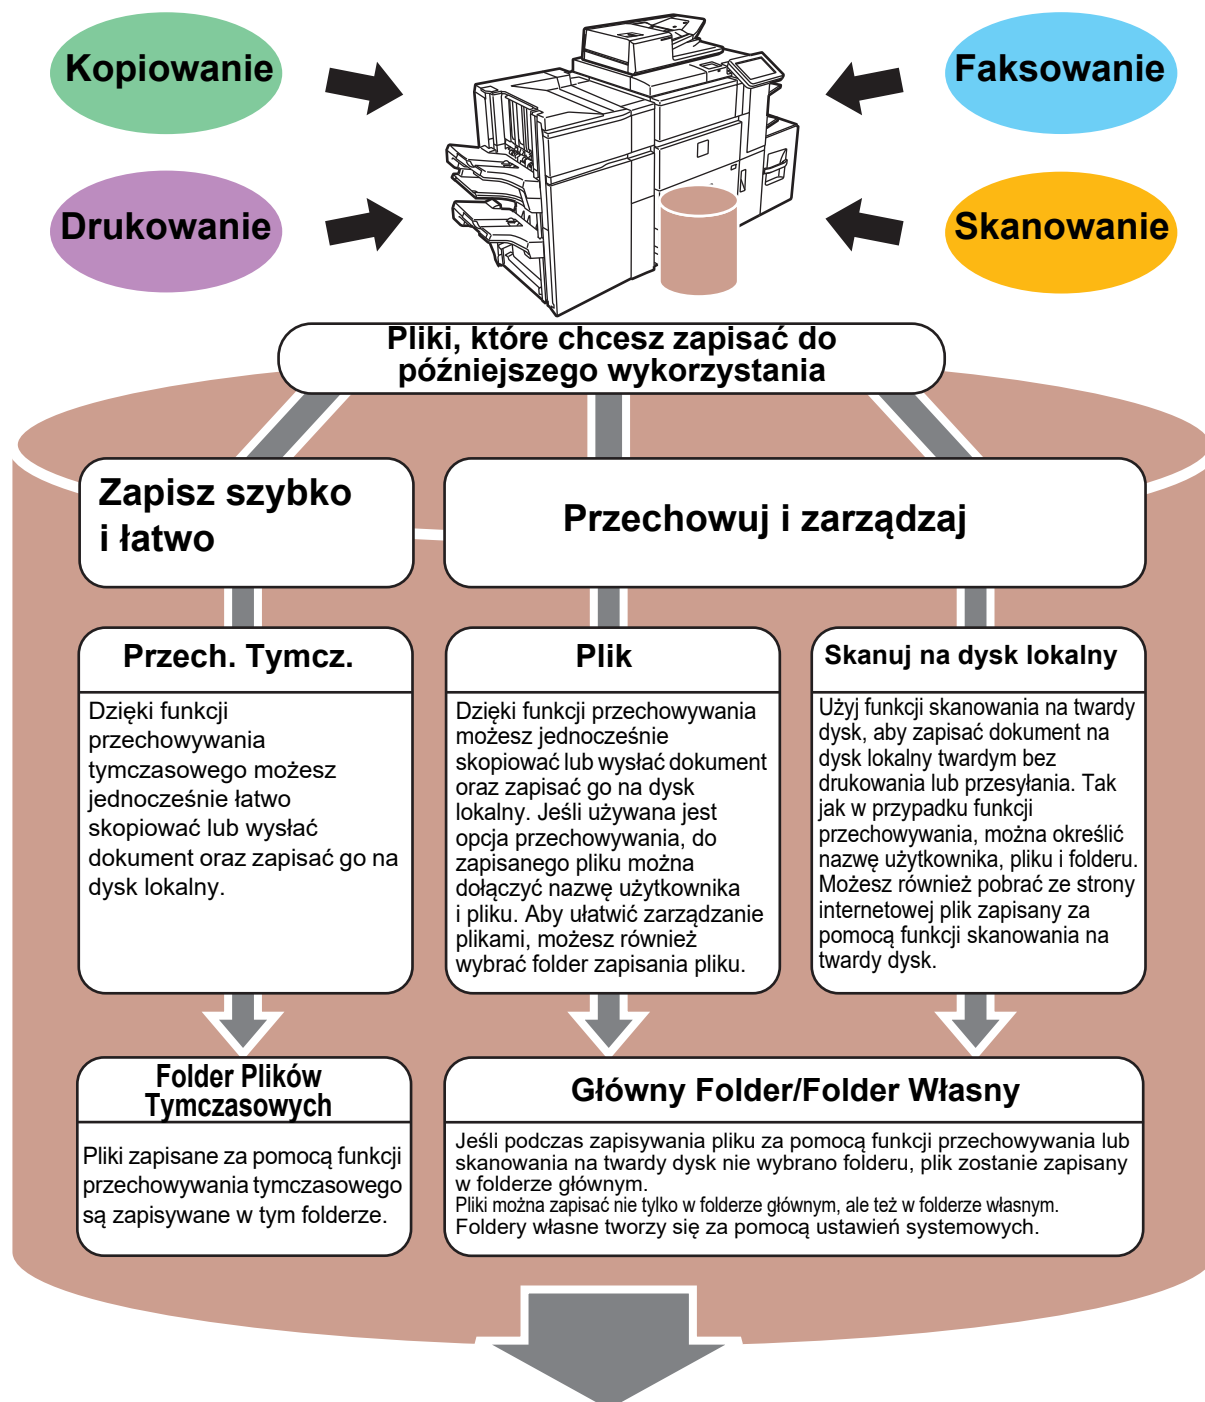 Kopiowanie
Faksowanie
Drukowanie
Skanowanie
Pliki, które chcesz zapisać do
późniejszego wykorzystania
Zapisz szybko
i łatwo
Przechowuj i zarządzaj
Przech. Tymcz.
Dzięki funkcji
przechowywania
tymczasowego możesz
jednocześnie łatwo
skopiować lub wysłać
dokument oraz zapisać go na
dysk lokalny.
Plik
Dzięki funkcji przechowywania
możesz jednocześnie
skopiować lub wysłać dokument
oraz zapisać go na dysk
lokalny. Jeśli używana jest
opcja przechowywania, do
zapisanego pliku można
dołączyć nazwę użytkownika
i pliku. Aby ułatwić zarządzanie
plikami, możesz również
wybrać folder zapisania pliku.
Skanuj na dysk lokalny
Użyj funkcji skanowania na twardy
dysk, aby zapisać dokument na
dysk lokalny twardym bez
drukowania lub przesyłania. Tak
jak w przypadku funkcji
przechowywania, można określić
nazwę użytkownika, pliku i folderu.
Możesz również pobrać ze strony
internetowej plik zapisany za
pomocą funkcji skanowania na
twardy dysk.
Folder Plików
Tymczasowych
Pliki zapisane za pomocą funkcji
przechowywania tymczasowego
są zapisywane w tym folderze.
Główny Folder/Folder Własny
Jeśli podczas zapisywania pliku za pomocą funkcji przechowywania lub
skanowania na twardy dysk nie wybrano folderu, plik zostanie zapisany
w folderze głównym.
Pliki można zapisać nie tylko w folderze głównym, ale też w folderze własnym.
Foldery własne tworzy się za pomocą ustawień systemowych.